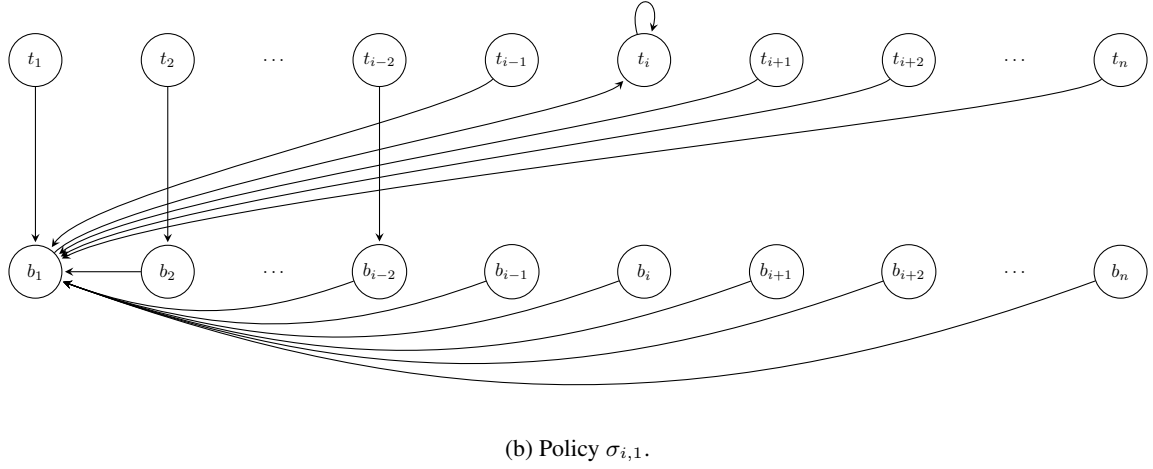 t₁ t₂ ⋯ tᵢ₋₂ tᵢ₋₁ tᵢ tᵢ₊₁ tᵢ₊₂ ⋯ tₙ
b₁ b₂ ⋯ bᵢ₋₂ bᵢ₋₁ bᵢ bᵢ₊₁ bᵢ₊₂ ⋯ bₙ
(b) Policy σᵢ,₁.